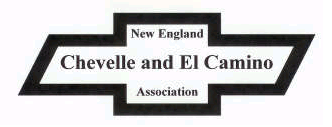 New England
Chevelle and El Camino
Association